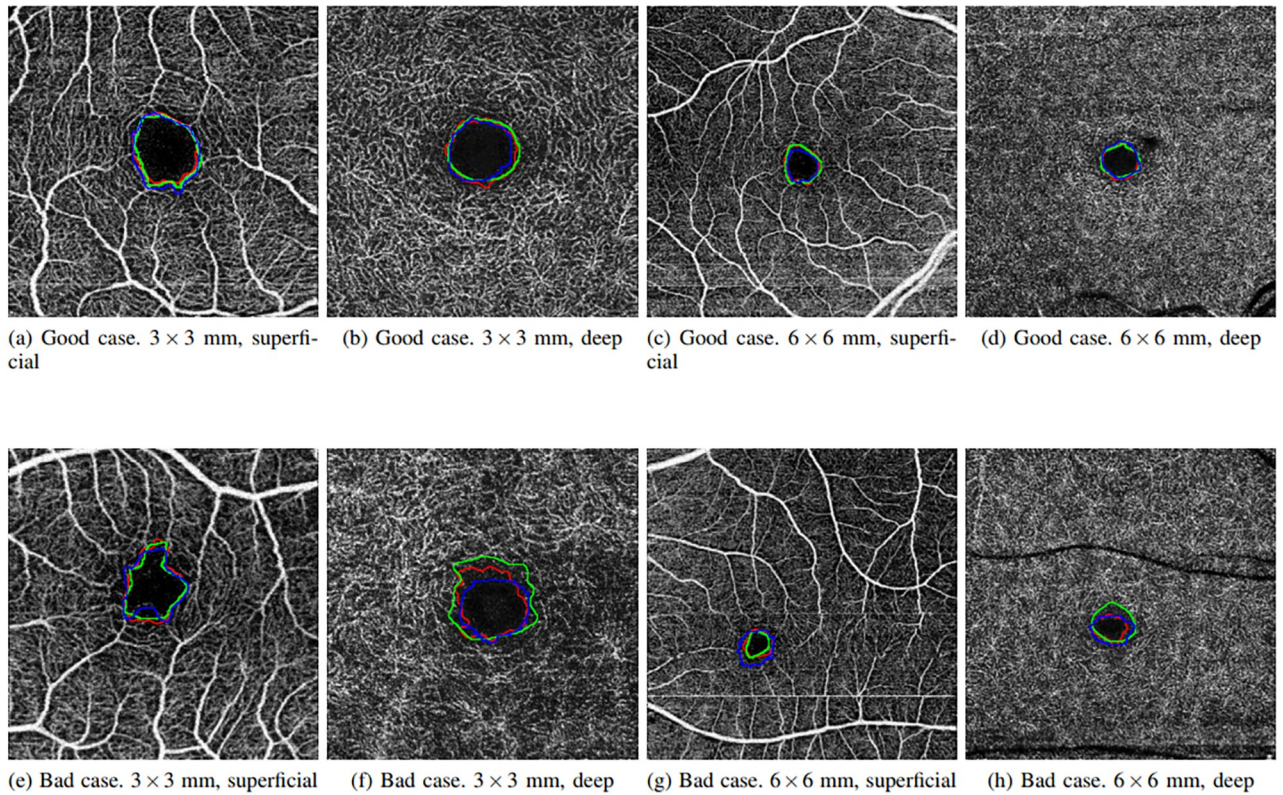 (a) Good case. 3 × 3 mm, superfi-
cial
(b) Good case. 3 × 3 mm, deep
(c) Good case. 6 × 6 mm, superfi-
cial
(d) Good case. 6 × 6 mm, deep
(e) Bad case. 3 × 3 mm, superficial
(f) Bad case. 3 × 3 mm, deep
(g) Bad case. 6 × 6 mm, superficial
(h) Bad case. 6 × 6 mm, deep